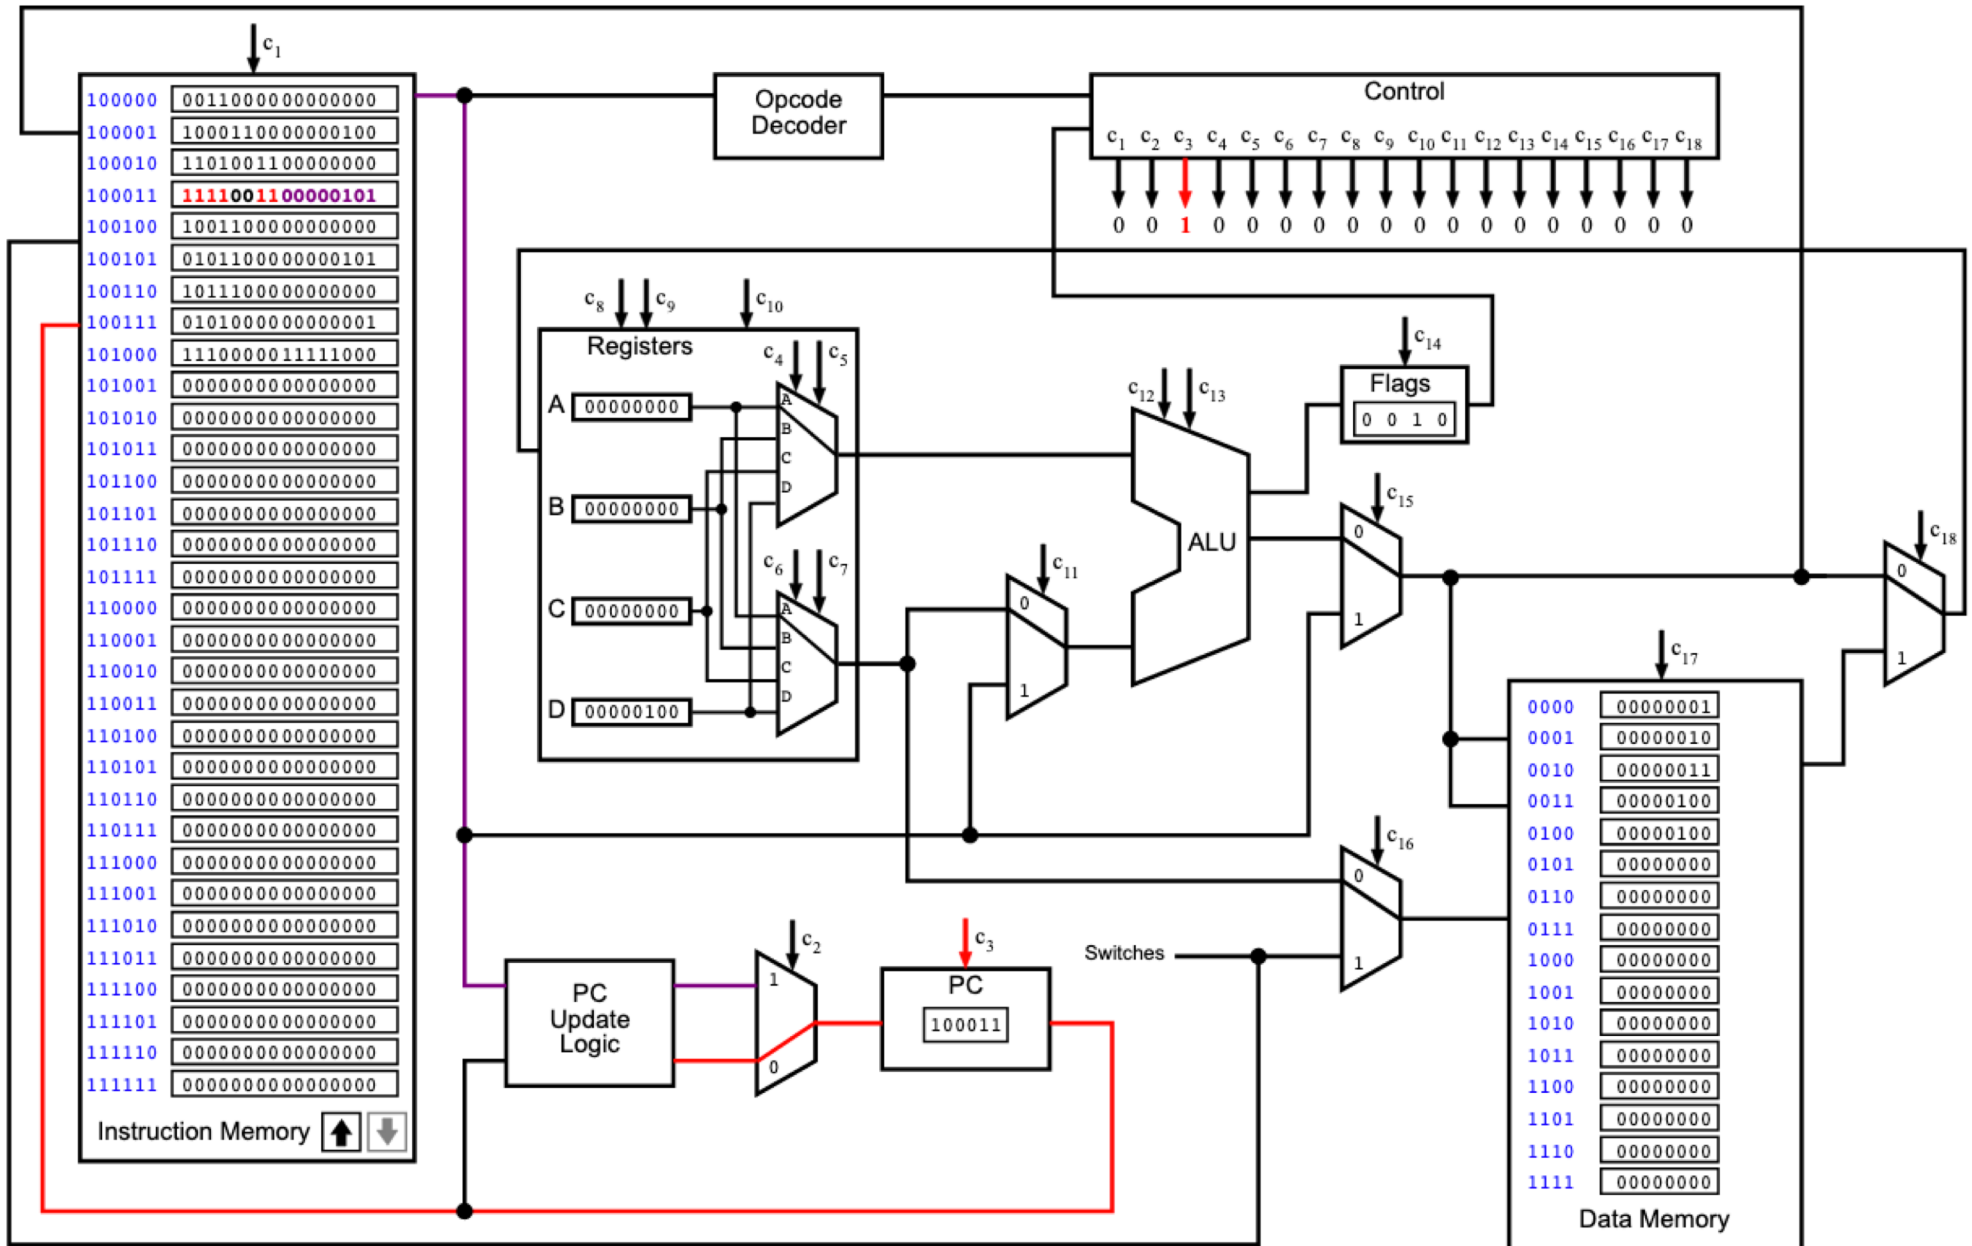 c1
100000 0011000000000000
100001 1000110000000100
100010 1101001100000000
100011 1111001100000101
100100 1001100000000000
100101 0101100000000101
100110 1011100000000000
100111 0101000000000001
101000 1110000011111000
101001 0000000000000000
101010 0000000000000000
101011 0000000000000000
101100 0000000000000000
101101 0000000000000000
101110 0000000000000000
101111 0000000000000000
110000 0000000000000000
110001 0000000000000000
110010 0000000000000000
110011 0000000000000000
110100 0000000000000000
110101 0000000000000000
110110 0000000000000000
110111 0000000000000000
111000 0000000000000000
111001 0000000000000000
111010 0000000000000000
111011 0000000000000000
111100 0000000000000000
111101 0000000000000000
111110 0000000000000000
111111 0000000000000000
Instruction Memory
Opcode
Decoder
Control
c1 c2 c3 c4 c5 c6 c7 c8 c9 c10 c11 c12 c13 c14 c15 c16 c17 c18
0 0 1 0 0 0 0 0 0 0 0 0 0 0 0 0 0 0
c8 c9 c10
Registers
c4 c5
A 00000000
B 00000000
C 00000000
D 00000100
A
B
C
D
c6 c7
A
B
C
D
c11
0
1
c12 c13
ALU
c14
Flags
0 0 1 0
c15
0
1
c16
0
1
Switches
c18
0
1
c17
0000 00000001
0001 00000010
0010 00000011
0011 00000100
0100 00000100
0101 00000000
0110 00000000
0111 00000000
1000 00000000
1001 00000000
1010 00000000
1011 00000000
1100 00000000
1101 00000000
1110 00000000
1111 00000000
Data Memory
PC
Update
Logic
c2
1
0
c3
PC
100011